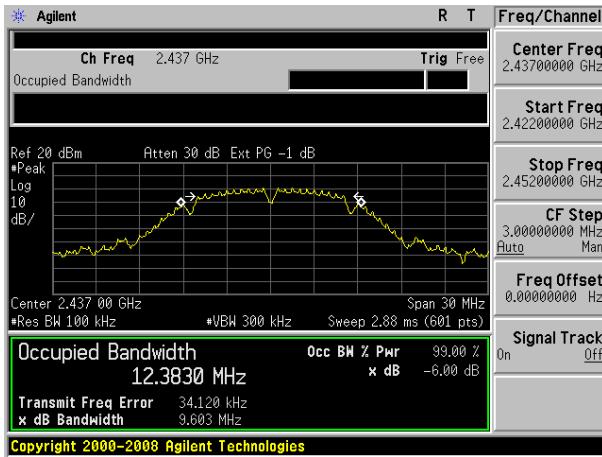 Agilent R T
Ch Freq 2.437 GHz Trig Free
Occupied Bandwidth
Ref 20 dBm Atten 30 dB Ext PG -1 dB
#Peak
Log
10
dB/
Center 2.437 00 GHz Span 30 MHz
#Res BW 100 kHz #VBW 300 kHz Sweep 2.88 ms (601 pts)
Occupied Bandwidth Occ BW % Pwr 99.00 %
12.3830 MHz x dB -6.00 dB
Transmit Freq Error 34.120 kHz
x dB Bandwidth 9.603 MHz
Copyright 2000-2008 Agilent Technologies
Freq/Channel
Center Freq
2.43700000 GHz
Start Freq
2.42200000 GHz
Stop Freq
2.45200000 GHz
CF Step
3.00000000 MHz
Auto Man
Freq Offset
0.00000000 Hz
Signal Track
On Off